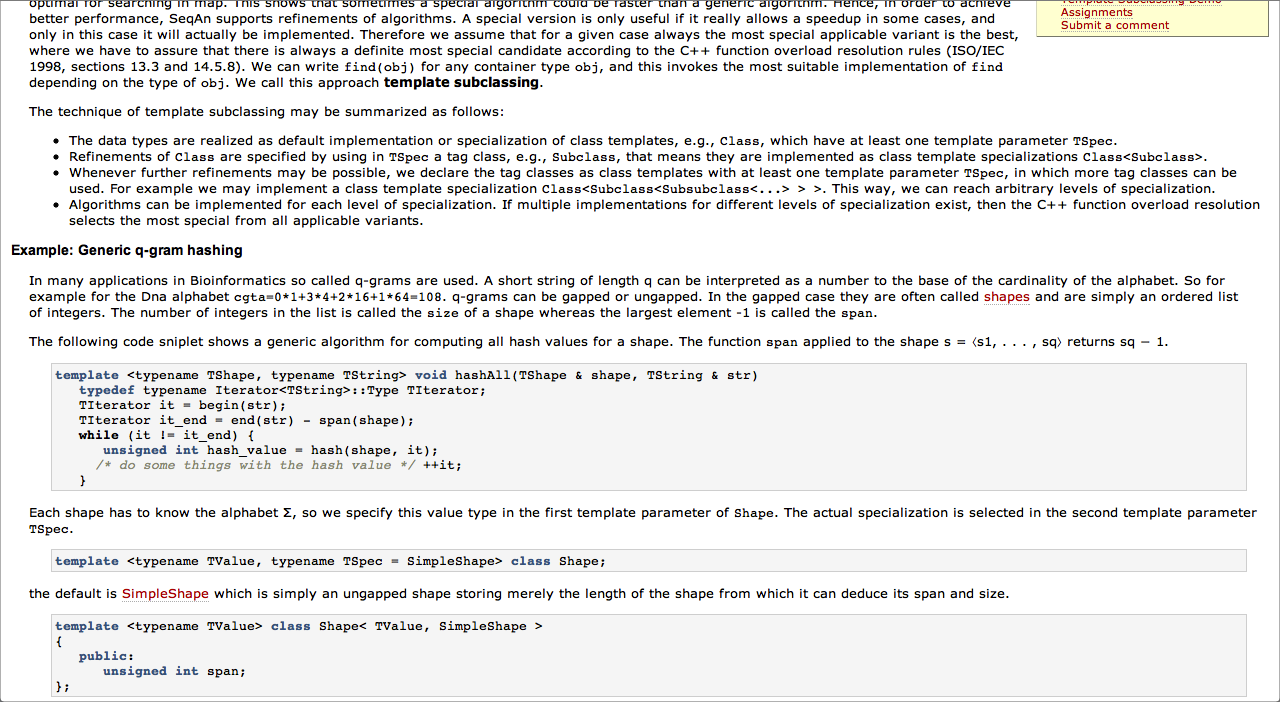 optimal for searching in map. This shows that sometimes a special algorithm could be faster than a generic algorithm. Hence, in order to achieve
better performance, SeqAn supports refinements of algorithms. A special version is only useful if it really allows a speedup in some cases, and
only in this case it will actually be implemented. Therefore we assume that for a given case always the most special applicable variant is the best,
where we have to assure that there is always a definite most special candidate according to the C++ function overload resolution rules (ISO/IEC
1998, sections 13.3 and 14.5.8). We can write find(obj) for any container type obj, and this invokes the most suitable implementation of find
depending on the type of obj. We call this approach template subclassing.
Template Subclassing Demo
Assignments
Submit a comment
The technique of template subclassing may be summarized as follows:
• The data types are realized as default implementation or specialization of class templates, e.g., Class, which have at least one template parameter TSpec.
• Refinements of Class are specified by using in TSpec a tag class, e.g., Subclass, that means they are implemented as class template specializations Class<Subclass>.
• Whenever further refinements may be possible, we declare the tag classes as class templates with at least one template parameter TSpec, in which more tag classes can be
used. For example we may implement a class template specialization Class<Subclass<Subsubclass<...> > >. This way, we can reach arbitrary levels of specialization.
• Algorithms can be implemented for each level of specialization. If multiple implementations for different levels of specialization exist, then the C++ function overload resolution
selects the most special from all applicable variants.
Example: Generic q-gram hashing
In many applications in Bioinformatics so called q-grams are used. A short string of length q can be interpreted as a number to the base of the cardinality of the alphabet. So for
example for the Dna alphabet cgta=0*1+3*4+2*16+1*64=108. q-grams can be gapped or ungapped. In the gapped case they are often called shapes and are simply an ordered list
of integers. The number of integers in the list is called the size of a shape whereas the largest element -1 is called the span.
The following code sniplet shows a generic algorithm for computing all hash values for a shape. The function span applied to the shape s = ⟨s1, . . . , sq⟩ returns sq − 1.
template <typename TShape, typename TString> void hashAll(TShape & shape, TString & str)
typedef typename Iterator<TString>::Type TIterator;
TIterator it = begin(str);
TIterator it_end = end(str) - span(shape);
while (it != it_end) {
unsigned int hash_value = hash(shape, it);
/* do some things with the hash value */ ++it;
}
Each shape has to know the alphabet Σ, so we specify this value type in the first template parameter of Shape. The actual specialization is selected in the second template parameter
TSpec.
template <typename TValue, typename TSpec = SimpleShape> class Shape;
the default is SimpleShape which is simply an ungapped shape storing merely the length of the shape from which it can deduce its span and size.
template <typename TValue> class Shape< TValue, SimpleShape >
{
public:
unsigned int span;
};